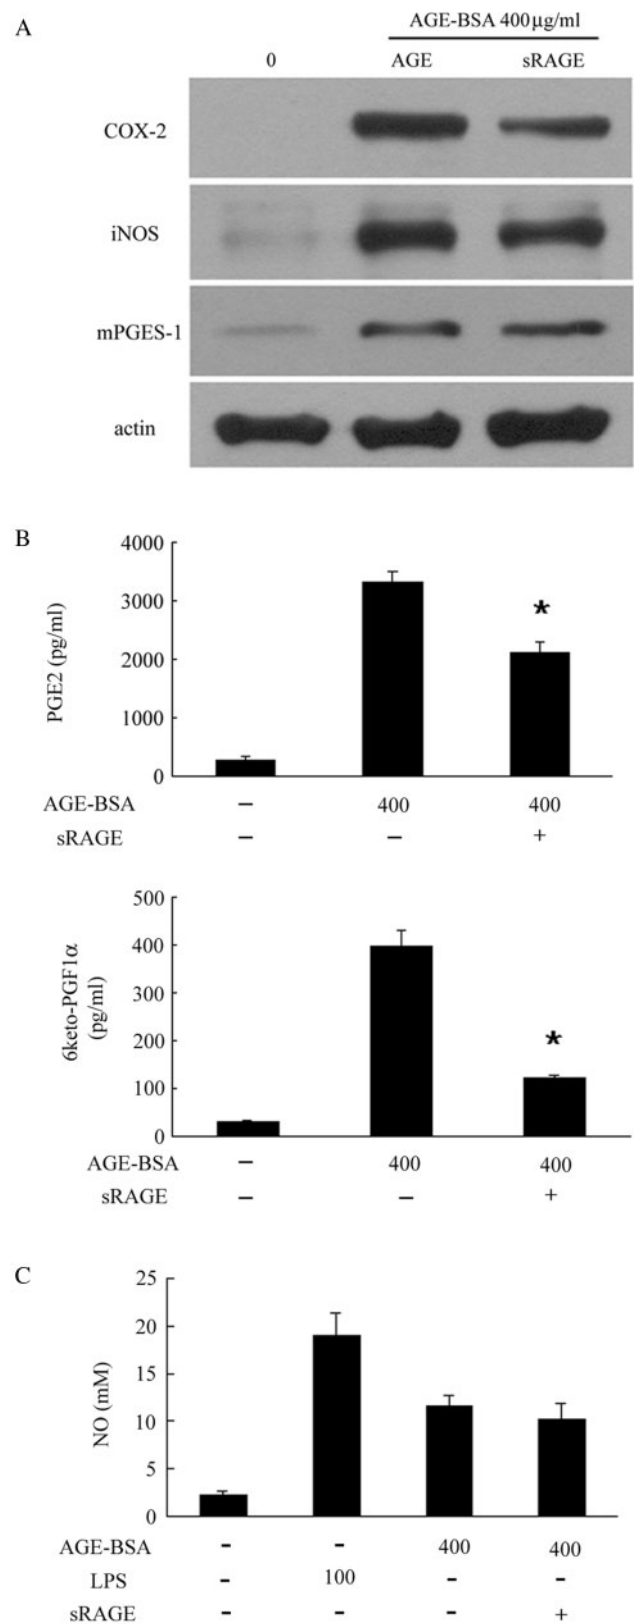 A
AGE-BSA 400μg/ml
0 AGE sRAGE
COX-2
iNOS
mPGES-1
actin
B
PGE2 (pg/ml)
4000
3000
2000
1000
0
*
AGE-BSA – 400 400
sRAGE – – +
6keto-PGF1α
(pg/ml)
500
400
300
200
100
0
*
AGE-BSA – 400 400
sRAGE – – +
C
NO (mM)
25
20
15
10
5
0
AGE-BSA - - 400 400
LPS - 100 - -
sRAGE - - - +